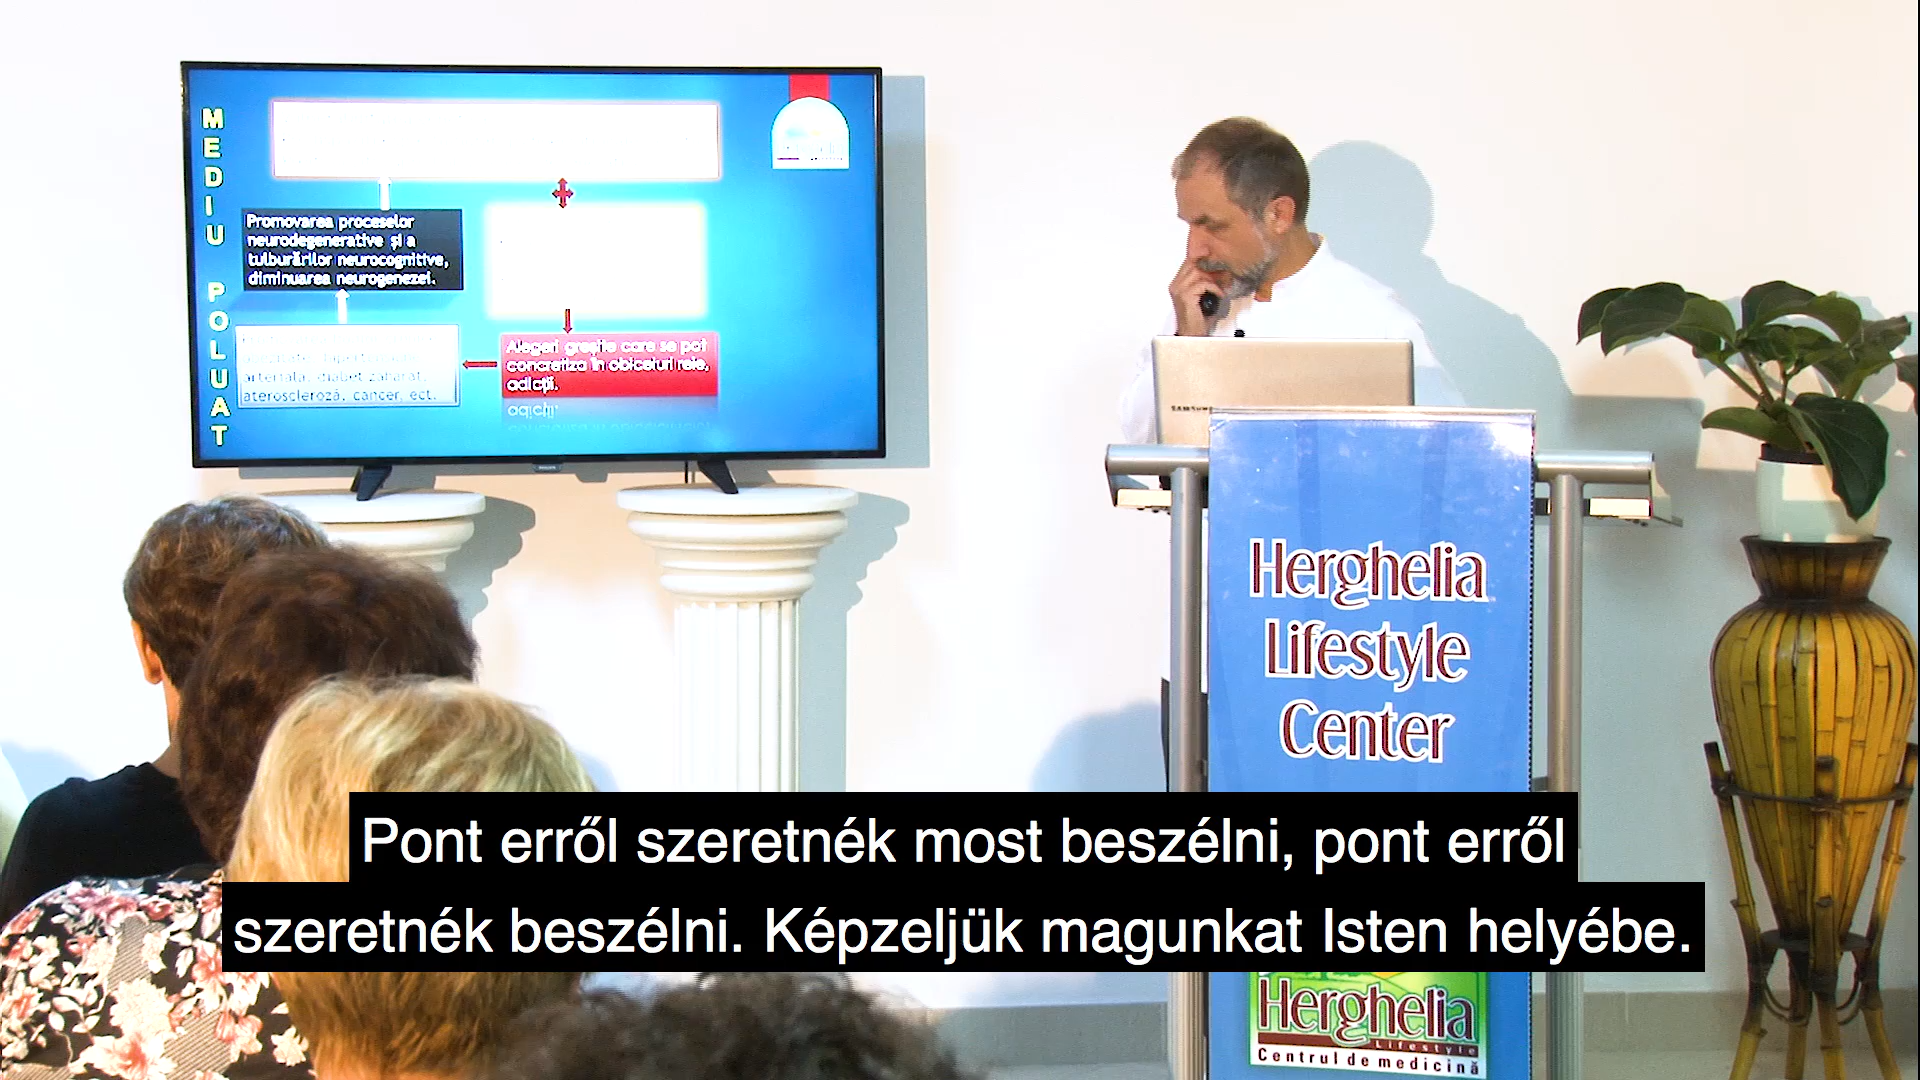 MEDIU POLUAT
Promovarea proceselor
neurodegenerative și a
tulburărilor neurocognitive,
diminuarea neurogenezei.
arterială, diabet zaharat,
ateroscleroză, cancer, ect.
Alegeri greșite care se pot
concretiza în obiceiuri rele,
adicții.
SAMSUNG
Herghelia
Lifestyle
Center
Pont erről szeretnék most beszélni, pont erről
szeretnék beszélni. Képzeljük magunkat Isten helyébe.
Herghelia
Lifestyle
Centrul de medicină